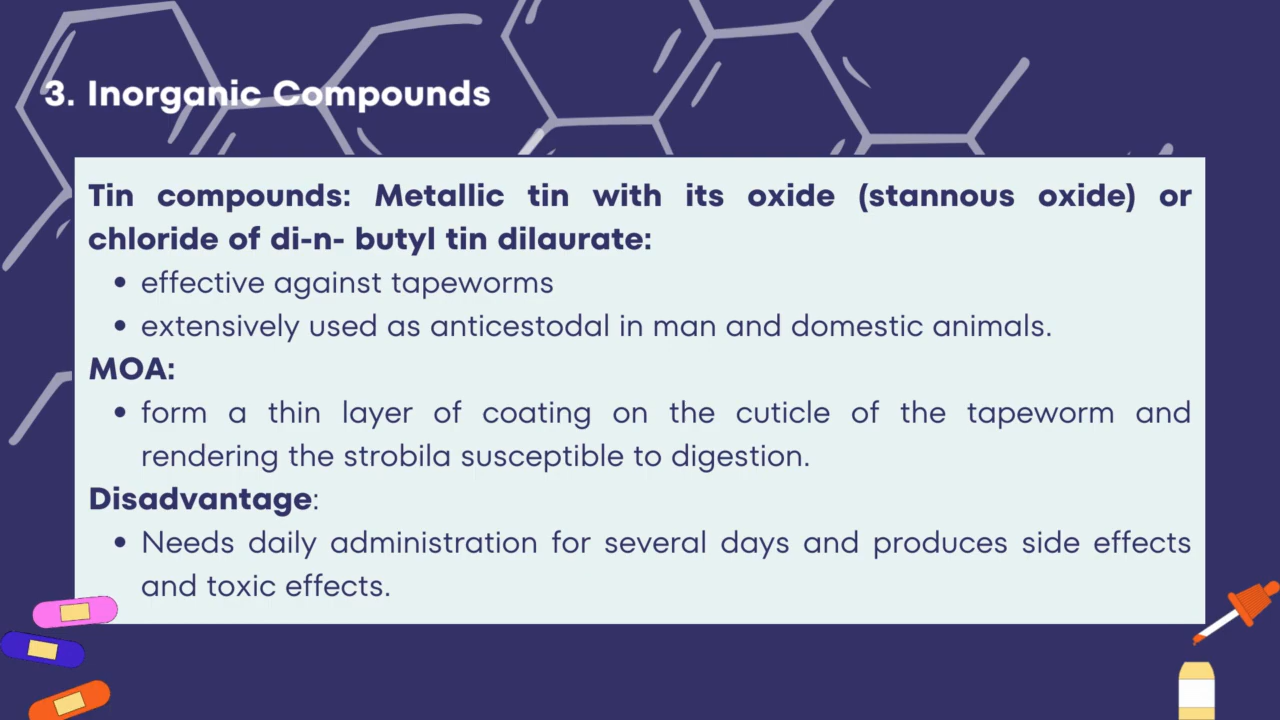 3. Inorganic Compounds
Tin compounds: Metallic tin with its oxide (stannous oxide) or
chloride of di-n- butyl tin dilaurate:
• effective against tapeworms
• extensively used as anticestodal in man and domestic animals.
MOA:
• form a thin layer of coating on the cuticle of the tapeworm and
rendering the strobila susceptible to digestion.
Disadvantage:
• Needs daily administration for several days and produces side effects
and toxic effects.